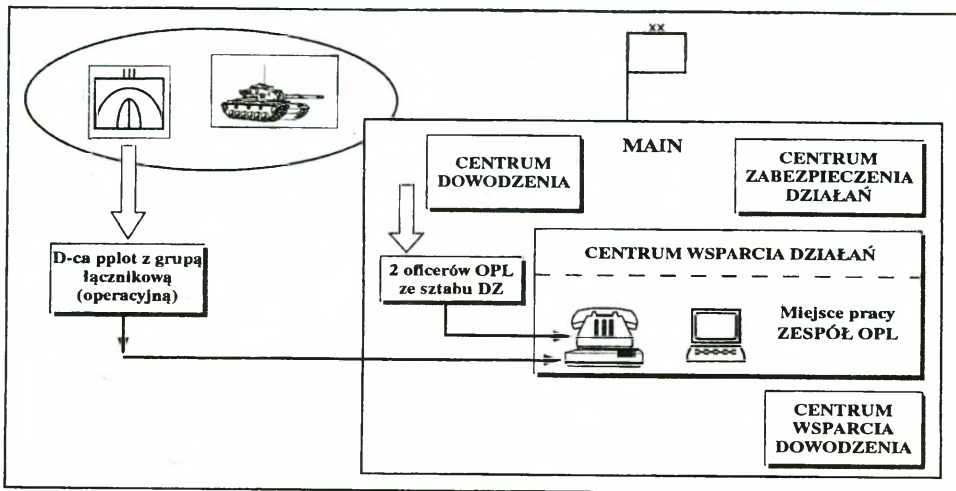 xx
MAIN
CENTRUM
DOWODZENIA
CENTRUM
ZABEZPIECZENIA
DZIAŁAŃ
D-ca pplot z grupą
łącznikową
(operacyjną)
2 oficerów OPL
ze sztabu DZ
CENTRUM WSPARCIA DZIAŁAŃ
Miejsce pracy
ZESPÓŁ OPL
CENTRUM
WSPARCIA
DOWODZENIA